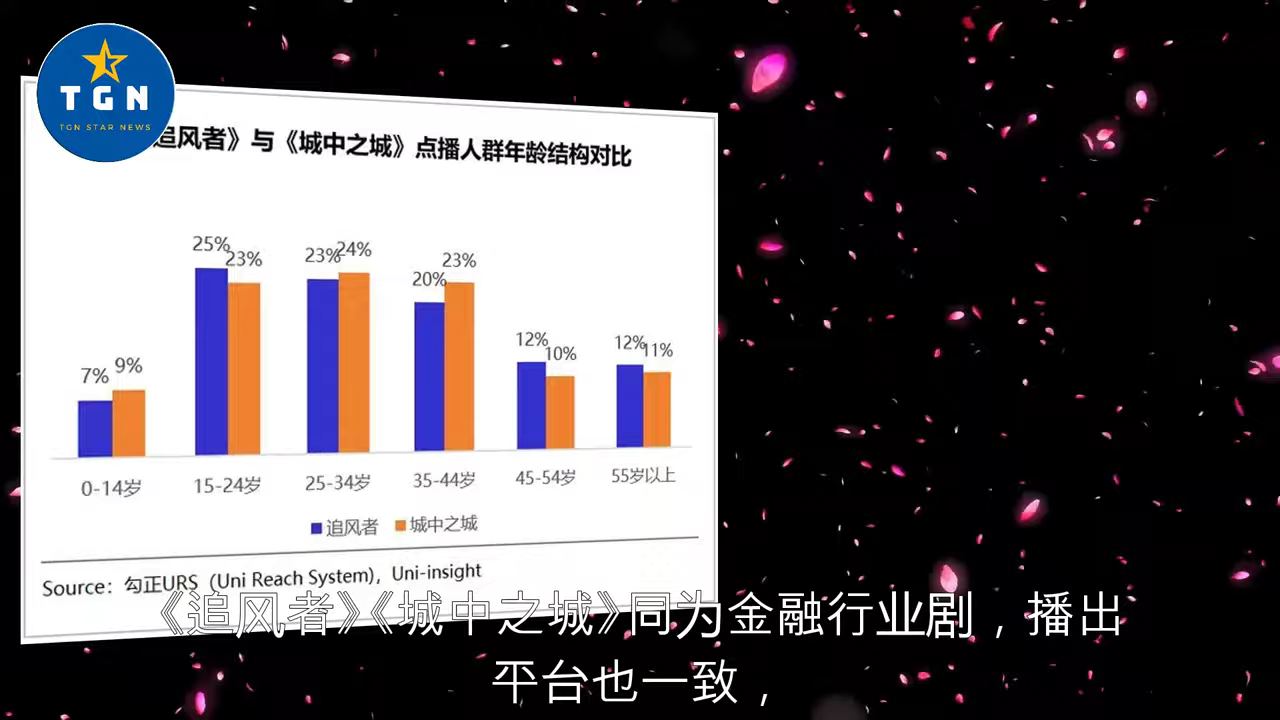 TGN
TGN STAR NEWS
追风者》与《城中之城》点播人群年龄结构对比
25%
23%
23%
24%
20%
23%
12%
10%
12%
11%
7%
9%
0-14岁
15-24岁
25-34岁
35-44岁
45-54岁
55岁以上
追风者
城中之城
Source：勾正URS（Uni Reach System），Uni-insight
《追风者》《城中之城》同为金融行业剧，播出
平台也一致，